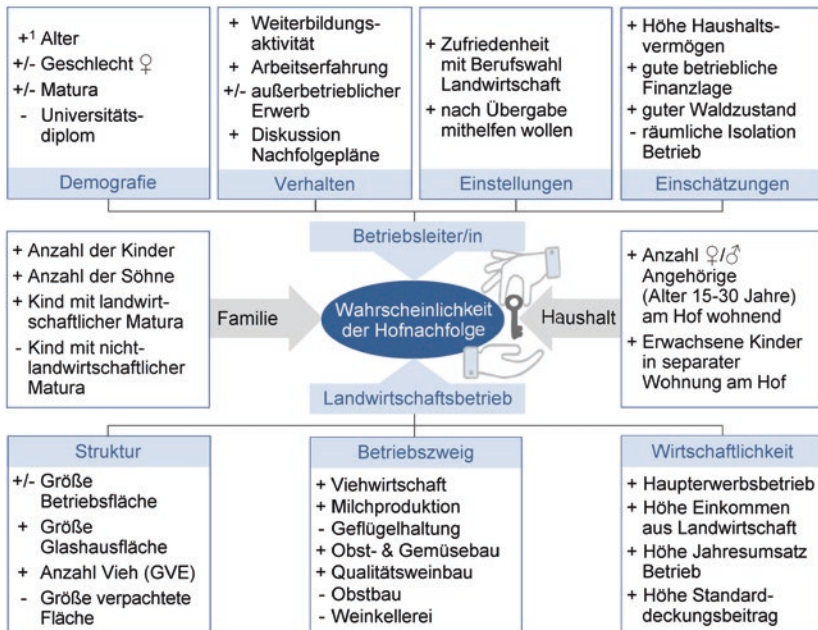 +¹ Alter
+/- Geschlecht ♀
+/- Matura
- Universitäts-
diplom
Demografie
+ Weiterbildungs-
aktivität
+ Arbeitserfahrung
+/- außerbetrieblicher
Erwerb
+ Diskussion
Nachfolgepläne
Verhalten
+ Zufriedenheit
mit Berufswahl
Landwirtschaft
+ nach Übergabe
mithelfen wollen
Einstellungen
+ Höhe Haushalts-
vermögen
+ gute betriebliche
Finanzlage
+ guter Waldzustand
- räumliche Isolation
Betrieb
Einschätzungen
Betriebsleiter/in
+ Anzahl der Kinder
+ Anzahl der Söhne
+ Kind mit landwirt-
schaftlicher Matura
- Kind mit nicht-
landwirtschaftlicher
Matura
Familie
Wahrscheinlichkeit
der Hofnachfolge
Haushalt
+ Anzahl ♀/♂
Angehörige
(Alter 15-30 Jahre)
am Hof wohnend
+ Erwachsene Kinder
in separater
Wohnung am Hof
Landwirtschaftsbetrieb
Struktur
+/- Größe
Betriebsfläche
+ Größe
Glashausfläche
+ Anzahl Vieh (GVE)
- Größe verpachtete
Fläche
Betriebszweig
+ Viehwirtschaft
+ Milchproduktion
- Geflügelhaltung
+ Obst- & Gemüsebau
+ Qualitätsweinbau
- Obstbau
- Weinkellerei
Wirtschaftlichkeit
+ Haupterwerbsbetrieb
+ Höhe Einkommen
aus Landwirtschaft
+ Höhe Jahresumsatz
Betrieb
+ Höhe Standard-
deckungsbeitrag